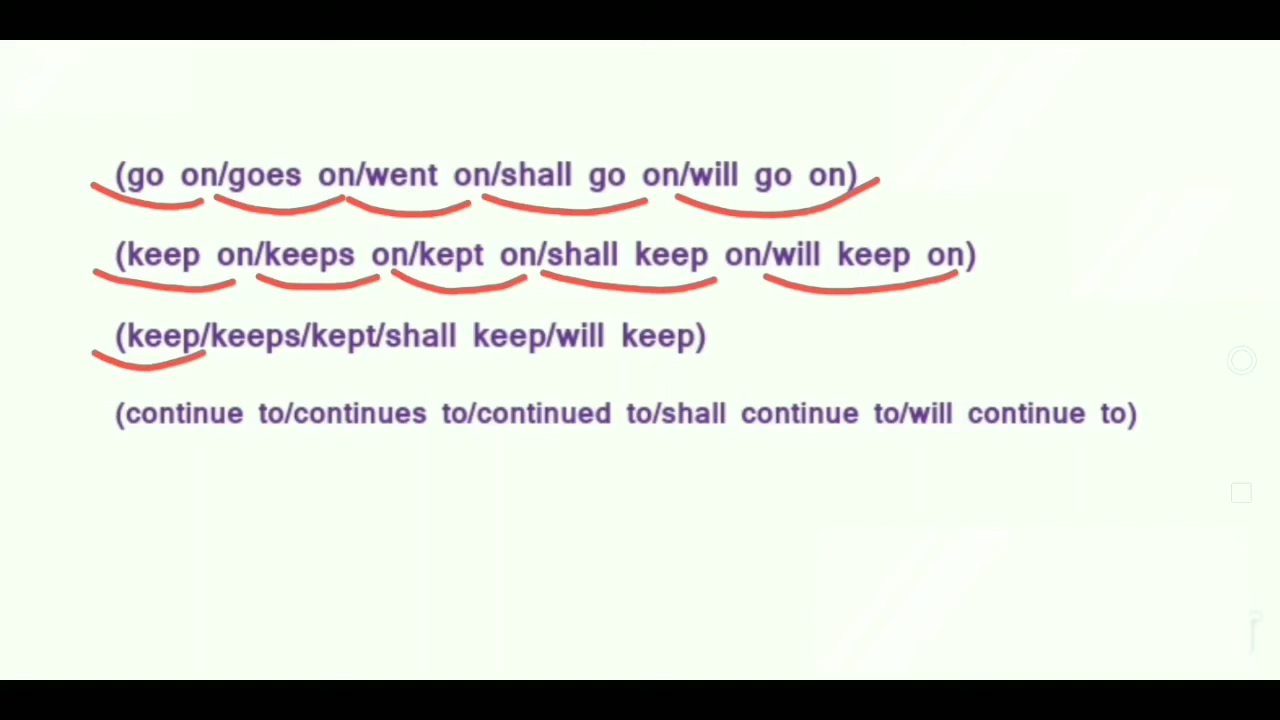 (go on/goes on/went on/shall go on/will go on)
(keep on/keeps on/kept on/shall keep on/will keep on)
(keep/keeps/kept/shall keep/will keep)
(continue to/continues to/continued to/shall continue to/will continue to)